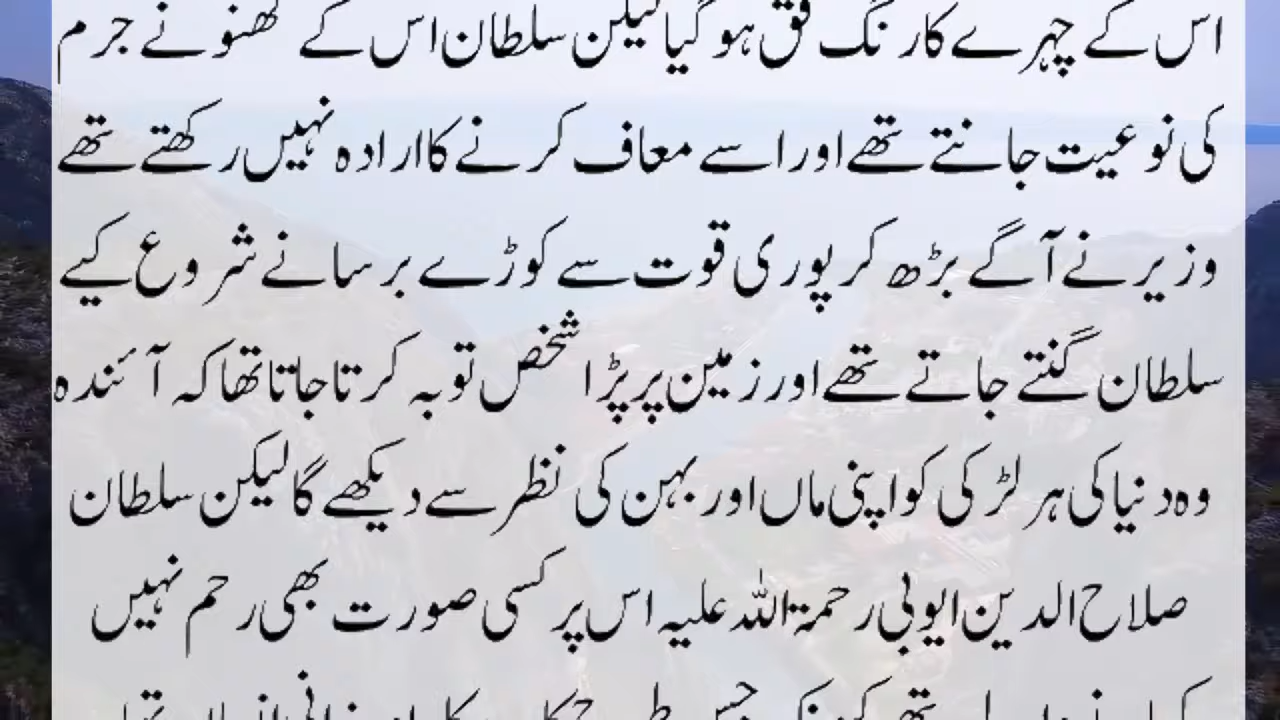 اس کے چہرے کا رنگ فق ہو گیا لیکن سلطان اس کے گھنونے جرم
کی نوعیت جانتے تھے اور اسے معاف کرنے کا ارادہ نہیں رکھتے تھے
وزیر نے آگے بڑھ کر پوری قوت سے کوڑے برسانے شروع کیے
سلطان گنتے جاتے تھے اور زمین پر پڑا شخص توبہ کرتا جاتا تھا کہ آئندہ
وہ دنیا کی ہر لڑکی کو اپنی ماں اور بہن کی نظر سے دیکھے گا لیکن سلطان
صلاح الدین ایوبی رحمۃ اللہ علیہ اس پر کسی صورت بھی رحم نہیں